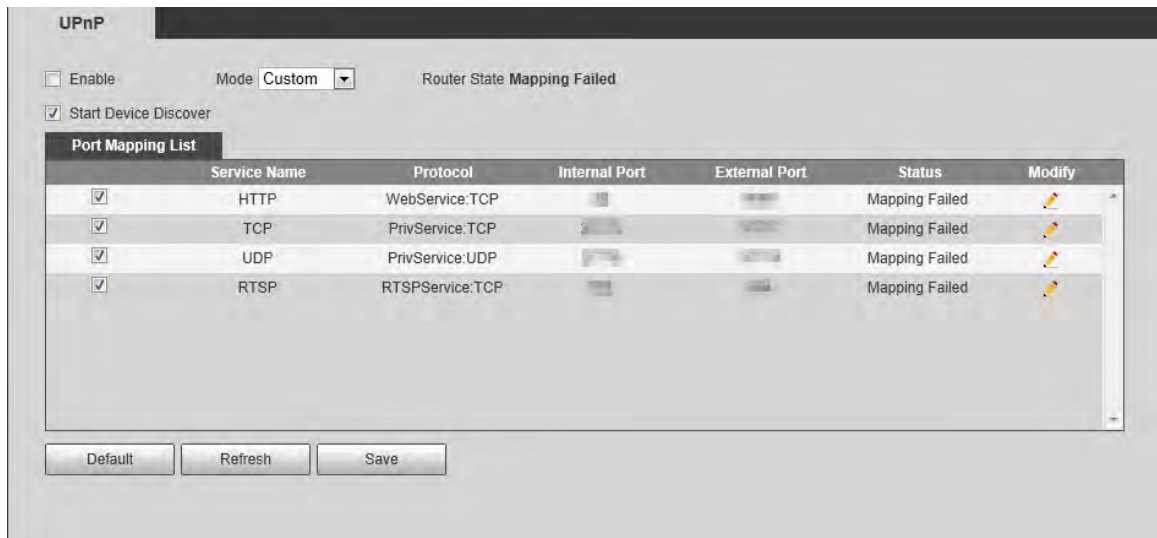 UPnP
Enable Mode Custom Router State Mapping Failed
Start Device Discover
Port Mapping List
Service Name Protocol Internal Port External Port Status Modify
HTTP WebService:TCP Mapping Failed
TCP PrivService:TCP Mapping Failed
UDP PrivService:UDP Mapping Failed
RTSP RTSPService:TCP Mapping Failed
Default Refresh Save